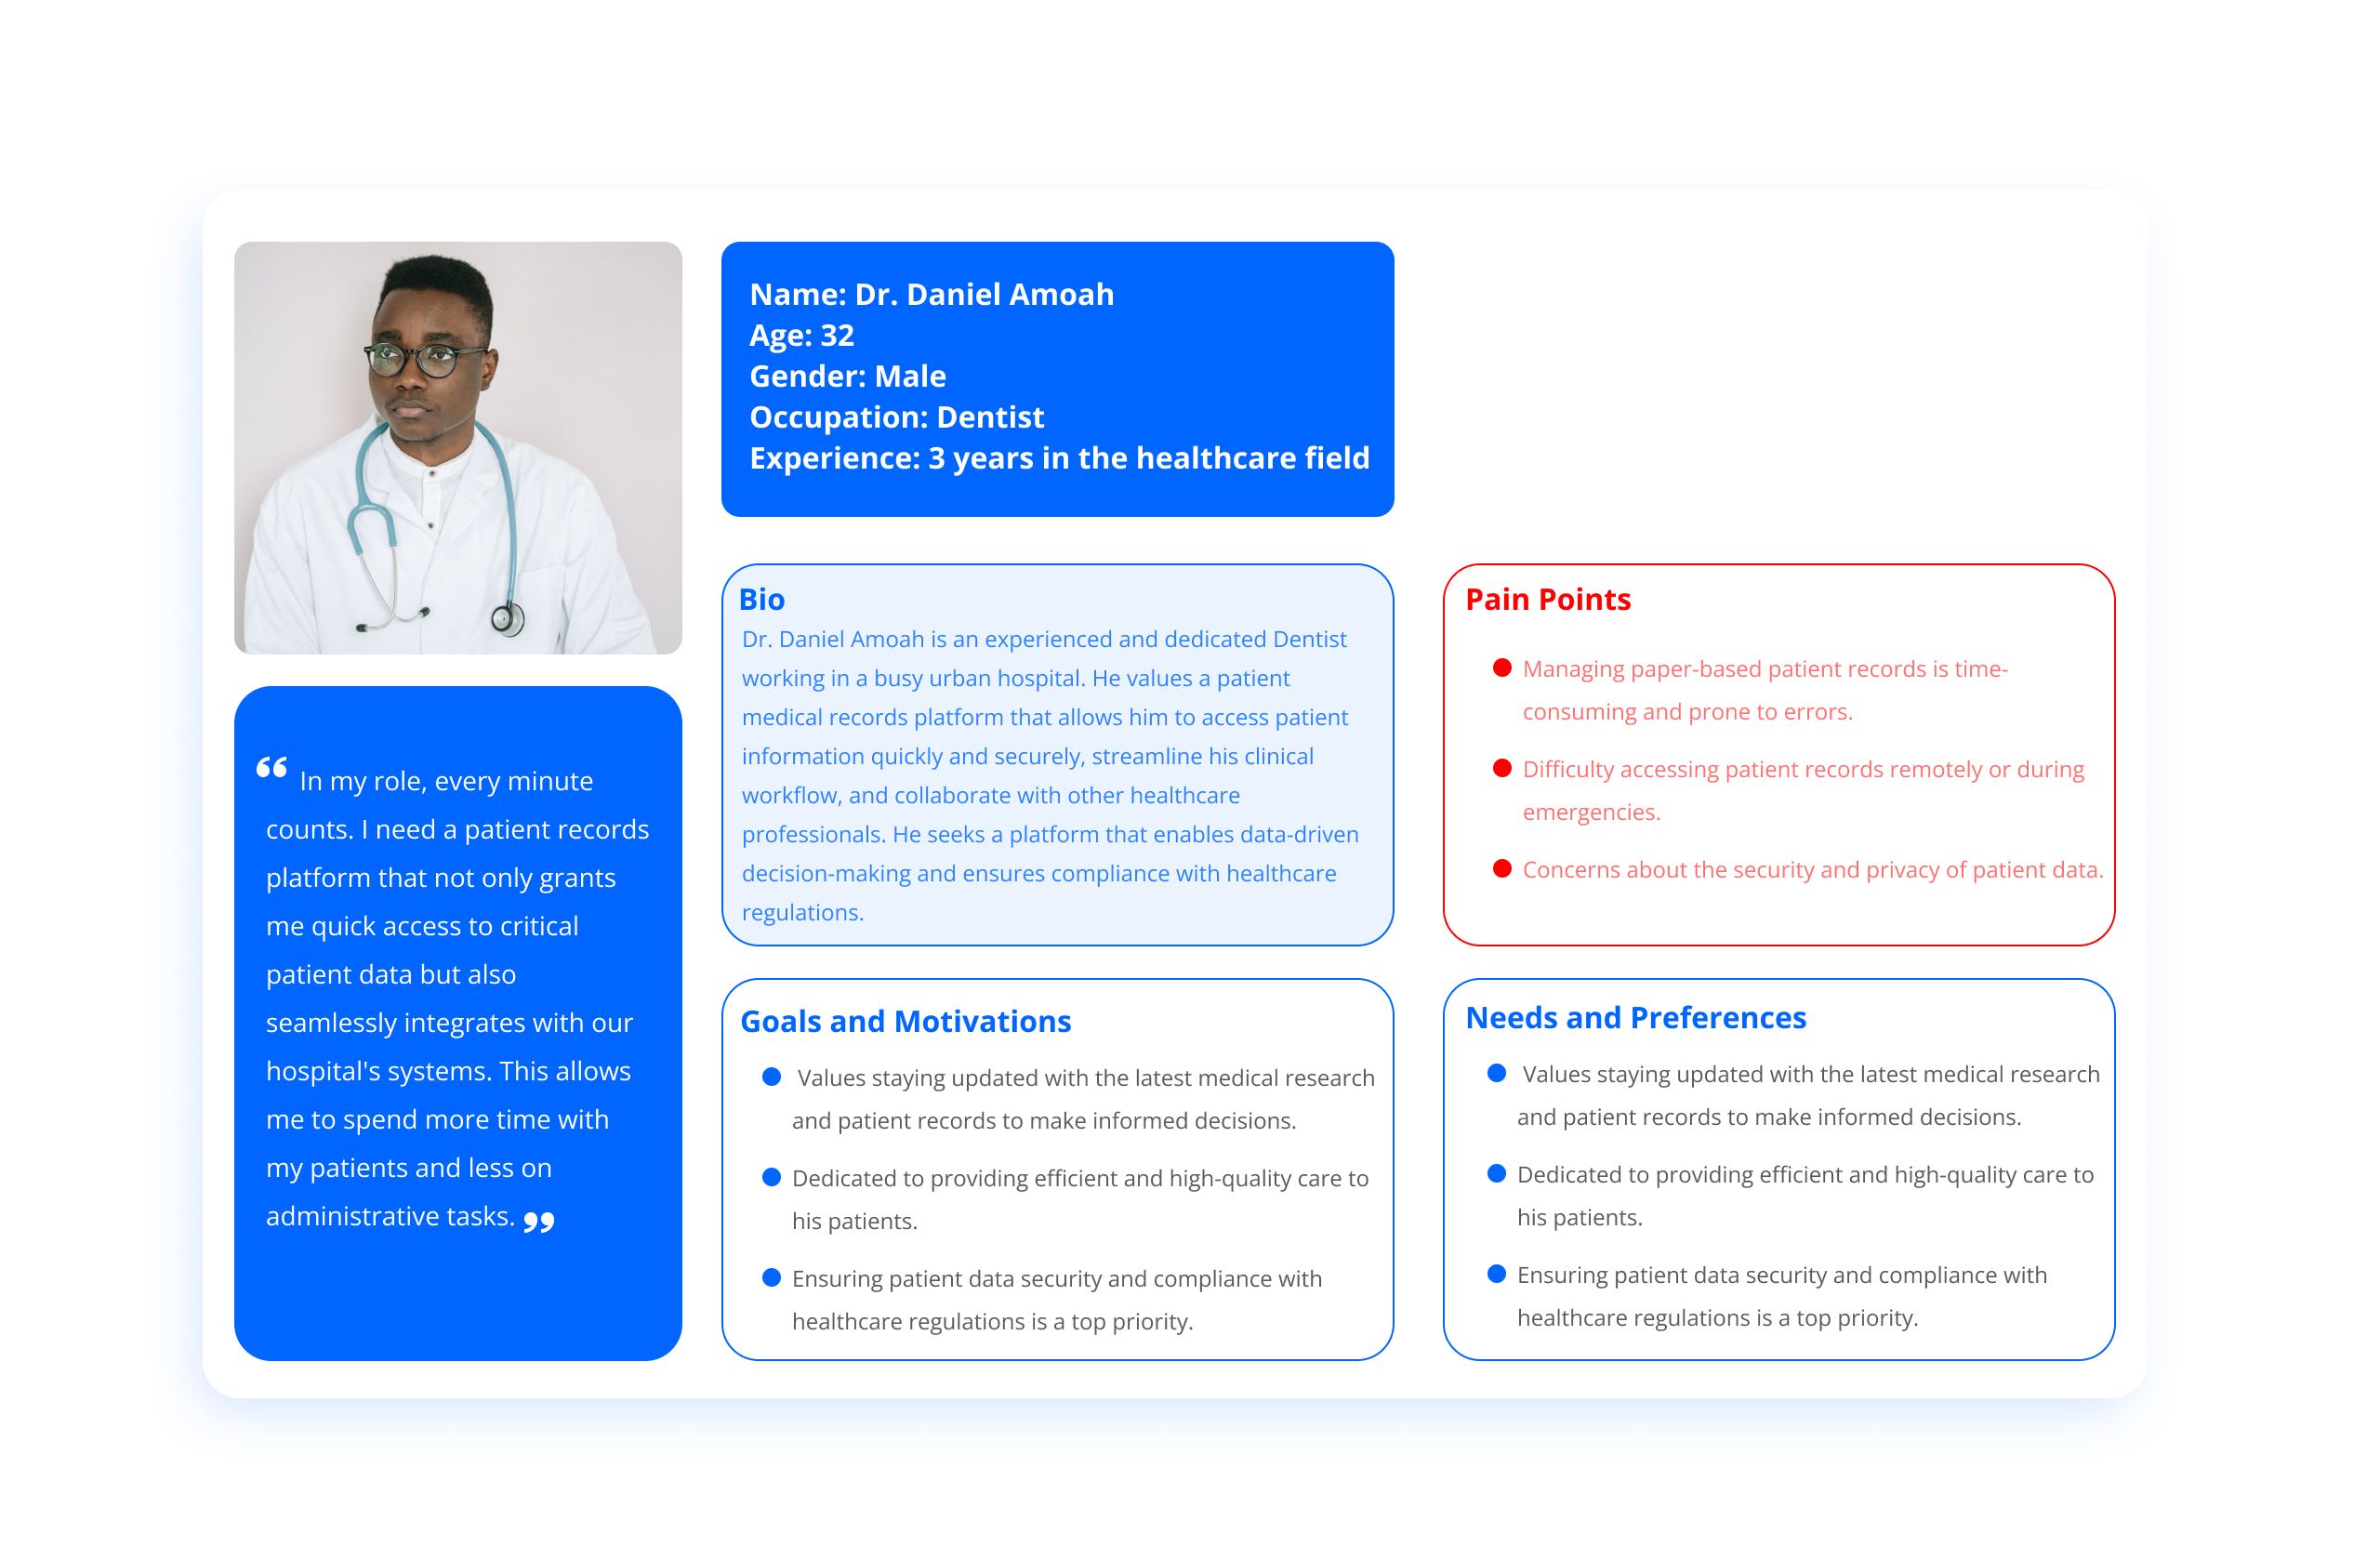 Name: Dr. Daniel Amoah
Age: 32
Gender: Male
Occupation: Dentist
Experience: 3 years in the healthcare field
“ In my role, every minute
counts. I need a patient records
platform that not only grants
me quick access to critical
patient data but also
seamlessly integrates with our
hospital's systems. This allows
me to spend more time with
my patients and less on
administrative tasks. ”
Bio
Dr. Daniel Amoah is an experienced and dedicated Dentist
working in a busy urban hospital. He values a patient
medical records platform that allows him to access patient
information quickly and securely, streamline his clinical
workflow, and collaborate with other healthcare
professionals. He seeks a platform that enables data-driven
decision-making and ensures compliance with healthcare
regulations.
Pain Points
Managing paper-based patient records is time-
consuming and prone to errors.
Difficulty accessing patient records remotely or during
emergencies.
Concerns about the security and privacy of patient data.
Goals and Motivations
Values staying updated with the latest medical research
and patient records to make informed decisions.
Dedicated to providing efficient and high-quality care to
his patients.
Ensuring patient data security and compliance with
healthcare regulations is a top priority.
Needs and Preferences
Values staying updated with the latest medical research
and patient records to make informed decisions.
Dedicated to providing efficient and high-quality care to
his patients.
Ensuring patient data security and compliance with
healthcare regulations is a top priority.